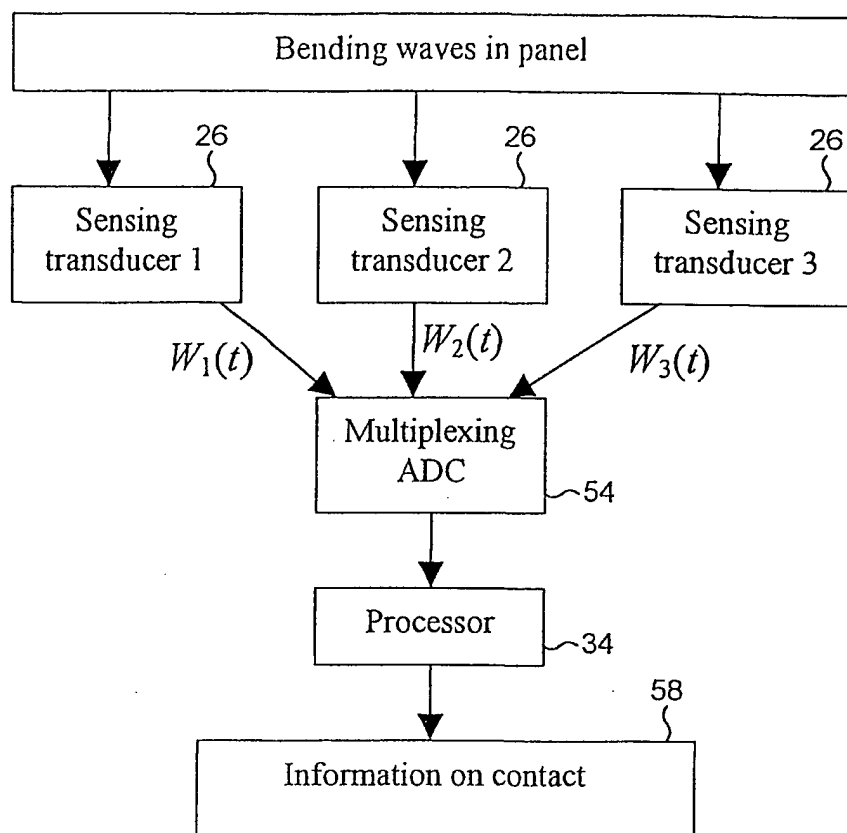 Bending waves in panel
26
26
26
Sensing
transducer 1
Sensing
transducer 2
Sensing
transducer 3
W1(t)
W2(t)
W3(t)
Multiplexing
ADC
54
Processor
34
58
Information on contact